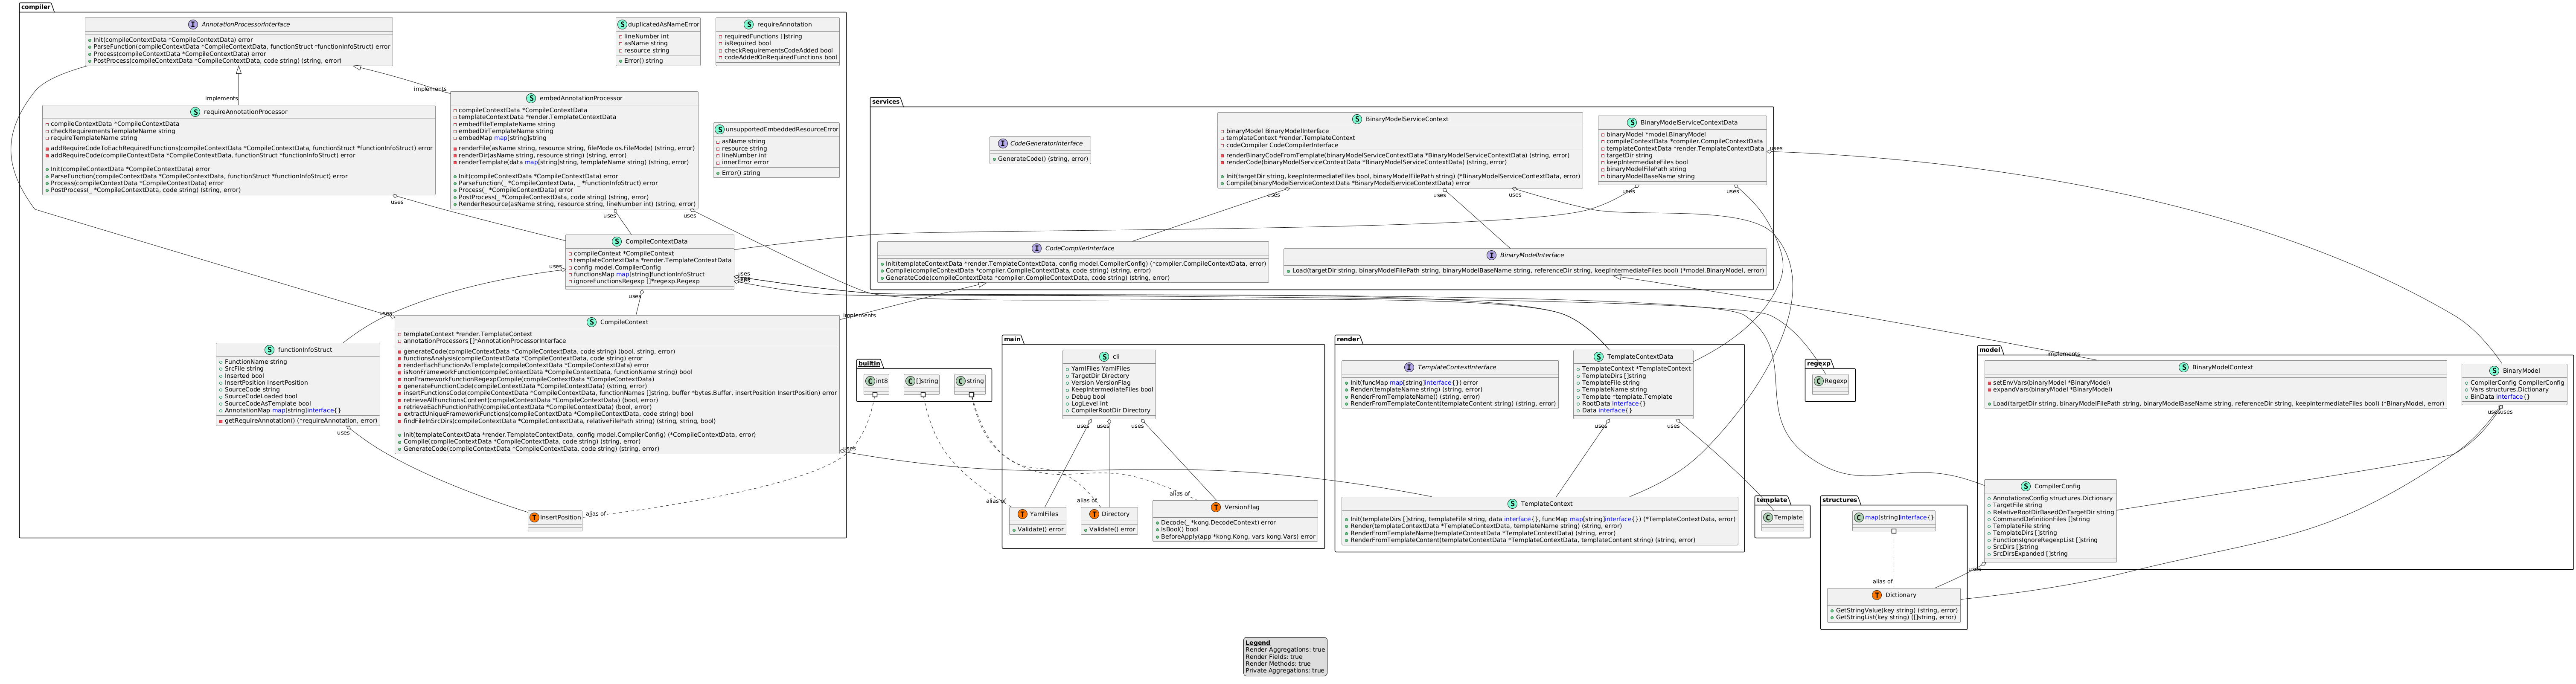 compiler
AnnotationProcessorInterface
Init(compileContextData *CompileContextData) error
ParseFunction(compileContextData *CompileContextData, functionStruct *functionInfoStruct) error
Process(compileContextData *CompileContextData) error
PostProcess(compileContextData *CompileContextData, code string) (string, error)
duplicatedAsNameError
lineNumber int
asName string
resource string
Error() string
requireAnnotation
requiredFunctions []string
isRequired bool
checkRequirementsCodeAdded bool
codeAddedOnRequiredFunctions bool
implements
implements
requireAnnotationProcessor
compileContextData *CompileContextData
checkRequirementsTemplateName string
requireTemplateName string
addRequireCodeToEachRequiredFunctions(compileContextData *CompileContextData, functionStruct *functionInfoStruct) error
addRequireCode(compileContextData *CompileContextData, functionStruct *functionInfoStruct) error
Init(compileContextData *CompileContextData) error
ParseFunction(compileContextData *CompileContextData, functionStruct *functionInfoStruct) error
Process(compileContextData *CompileContextData) error
PostProcess(_ *CompileContextData, code string) (string, error)
uses
embedAnnotationProcessor
compileContextData *CompileContextData
templateContextData *render.TemplateContextData
embedFileTemplateName string
embedDirTemplateName string
embedMap map[string]string
renderFile(asName string, resource string, fileMode os.FileMode) (string, error)
renderDir(asName string, resource string) (string, error)
renderTemplate(data map[string]string, templateName string) (string, error)
Init(compileContextData *CompileContextData) error
ParseFunction(_ *CompileContextData, _ *functionInfoStruct) error
Process(_ *CompileContextData) error
PostProcess(_ *CompileContextData, code string) (string, error)
RenderResource(asName string, resource string, lineNumber int) (string, error)
uses
uses
unsupportedEmbeddedResourceError
asName string
resource string
lineNumber int
innerError error
Error() string
CompileContextData
compileContext *CompileContext
templateContextData *render.TemplateContextData
config model.CompilerConfig
functionsMap map[string]functionInfoStruct
ignoreFunctionsRegexp []*regexp.Regexp
uses
uses
uses
uses
functionInfoStruct
FunctionName string
SrcFile string
Inserted bool
InsertPosition InsertPosition
SourceCode string
SourceCodeLoaded bool
SourceCodeAsTemplate bool
AnnotationMap map[string]interface{}
getRequireAnnotation() (*requireAnnotation, error)
uses
uses
implements
CompileContext
templateContext *render.TemplateContext
annotationProcessors []*AnnotationProcessorInterface
generateCode(compileContextData *CompileContextData, code string) (bool, string, error)
functionsAnalysis(compileContextData *CompileContextData, code string) error
renderEachFunctionAsTemplate(compileContextData *CompileContextData) error
isNonFrameworkFunction(compileContextData *CompileContextData, functionName string) bool
nonFrameworkFunctionRegexpCompile(compileContextData *CompileContextData)
generateFunctionCode(compileContextData *CompileContextData) (string, error)
insertFunctionsCode(compileContextData *CompileContextData, functionNames []string, buffer *bytes.Buffer, insertPosition InsertPosition) error
retrieveAllFunctionsContent(compileContextData *CompileContextData) (bool, error)
retrieveEachFunctionPath(compileContextData *CompileContextData) (bool, error)
extractUniqueFrameworkFunctions(compileContextData *CompileContextData, code string) bool
findFileInSrcDirs(compileContextData *CompileContextData, relativeFilePath string) (string, string, bool)
Init(templateContextData *render.TemplateContext, config model.CompilerConfig) (*CompileContextData, error)
Compile(compileContextData *CompileContextData, code string) (string, error)
GenerateCode(compileContextData *CompileContextData, code string) (string, error)
uses
InsertPosition
alias of
services
CodeGeneratorInterface
GenerateCode() (string, error)
BinaryModelServiceContext
binaryModel BinaryModelInterface
templateContext *render.TemplateContext
codeCompiler CodeCompilerInterface
renderBinaryCodeFromTemplate(binaryModelServiceContextData *BinaryModelServiceContextData) (string, error)
renderCode(binaryModelServiceContextData *BinaryModelServiceContextData) (string, error)
Init(targetDir string, keepIntermediateFiles bool, binaryModelFilePath string) (*BinaryModelServiceContextData, error)
Compile(binaryModelServiceContextData *BinaryModelServiceContextData) error
uses
uses
uses
BinaryModelServiceContextData
binaryModel *model.BinaryModel
compileContextData *compiler.CompileContextData
templateContextData *render.TemplateContextData
targetDir string
keepIntermediateFiles bool
binaryModelFilePath string
binaryModelBaseName string
uses
uses
uses
CodeCompilerInterface
Init(templateContextData *render.TemplateContextData, config model.CompilerConfig) (*compiler.CompileContextData, error)
Compile(compileContextData *compiler.CompileContextData, code string) (string, error)
GenerateCode(compileContextData *compiler.CompileContextData, code string) (string, error)
BinaryModelInterface
Load(targetDir string, binaryModelFilePath string, binaryModelBaseName string, referenceDir string, keepIntermediateFiles bool) (*model.BinaryModel, error)
builtin
int8
[]string
string
main
cli
YamlFiles YamlFiles
TargetDir Directory
Version VersionFlag
KeepIntermediateFiles bool
Debug bool
LogLevel int
CompilerRootDir Directory
uses
uses
uses
alias of
alias of
alias of
YamlFiles
Validate() error
Directory
Validate() error
VersionFlag
Decode(_ *kong.DecodeContext) error
IsBool() bool
BeforeApply(app *kong.Kong, vars kong.Vars) error
render
TemplateContextInterface
Init(funcMap map[string]interface{}) error
Render(templateName string) (string, error)
RenderFromTemplateName() (string, error)
RenderFromTemplateContent(templateContent string) (string, error)
TemplateContextData
TemplateContext *TemplateContext
TemplateDirs []string
TemplateFile string
TemplateName string
Template *template.Template
RootData interface{}
Data interface{}
uses
uses
TemplateContext
Init(templateDirs []string, templateFile string, data interface{}, funcMap map[string]interface{}) (*TemplateContextData, error)
Render(templateContextData *TemplateContextData, templateName string) (string, error)
RenderFromTemplateName(templateContextData *TemplateContextData) (string, error)
RenderFromTemplateContent(templateContextData *TemplateContextData, templateContent string) (string, error)
template
Template
regexp
Regexp
structures
map[string]interface{}
alias of
Dictionary
GetStringValue(key string) (string, error)
GetStringList(key string) ([]string, error)
model
implements
BinaryModelContext
setEnvVars(binaryModel *BinaryModel)
expandVars(binaryModel *BinaryModel)
Load(targetDir string, binaryModelFilePath string, binaryModelBaseName string, referenceDir string, keepIntermediateFiles bool) (*BinaryModel, error)
BinaryModel
CompilerConfig CompilerConfig
Vars structures.Dictionary
BinData interface{}
uses
uses
CompilerConfig
AnnotationsConfig structures.Dictionary
TargetFile string
RelativeRootDirBasedOnTargetDir string
CommandDefinitionFiles []string
TemplateFile string
TemplateDirs []string
FunctionsIgnoreRegexpList []string
SrcDirs []string
SrcDirsExpanded []string
uses
Legend
Render Aggregations: true
Render Fields: true
Render Methods: true
Private Aggregations: true